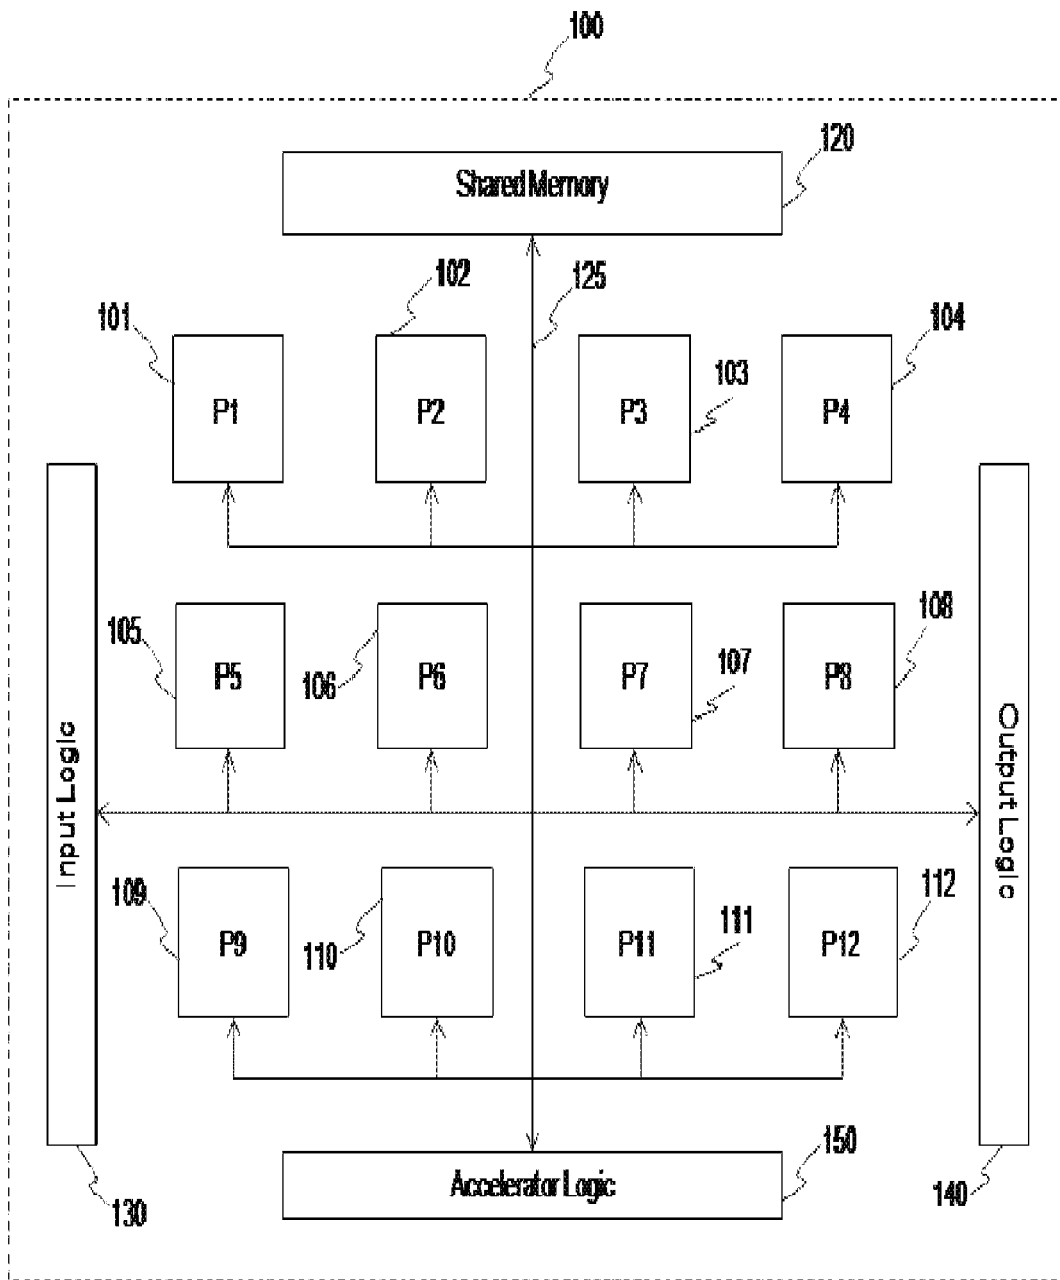 100
120
Shared Memory
102
125
101
104
103
P1
P2
P3
P4
105
106
107
108
P5
P6
P7
P8
Input Logic
Output Logic
109
110
111
112
P9
P10
P11
P12
150
Accelerator Logic
130
140